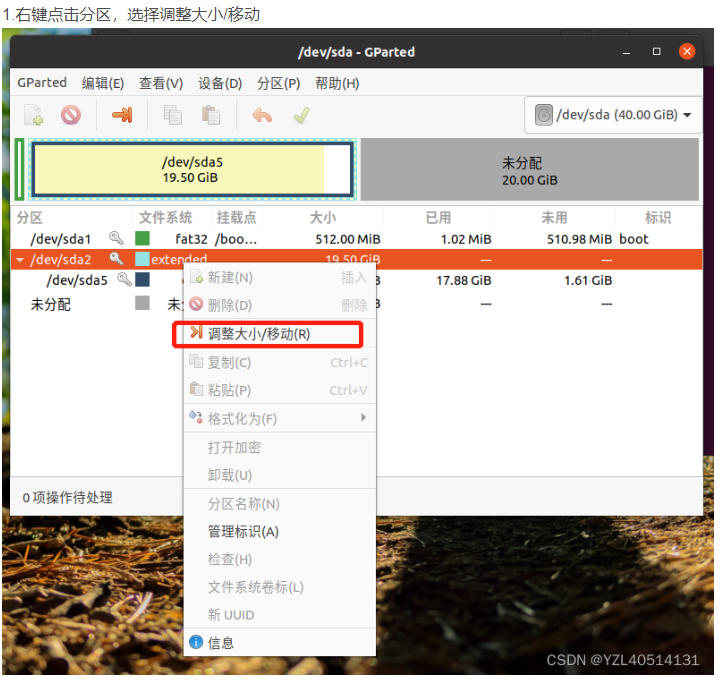 1.右键点击分区，选择调整大小/移动
/dev/sda - GParted
GParted 编辑(E) 查看(V) 设备(D) 分区(P) 帮助(H)
/dev/sda (40.00 GiB)
/dev/sda5
19.50 GiB
未分配
20.00 GiB
分区 文件系统 挂载点 大小 已用 未用 标识
/dev/sda1 fat32 /boo... 512.00 MiB 1.02 MiB 510.98 MiB boot
/dev/sda2 extended 19.50 GiB --- ---
/dev/sda5 17.88 GiB 1.61 GiB
未分配 --- ---
新建(N) 插入
删除(D) 删除
调整大小/移动(R)
复制(C) Ctrl+C
粘贴(P) Ctrl+V
格式化为(F)
打开加密
卸载(U)
分区名称(N)
管理标识(A)
检查(H)
文件系统卷标(L)
新 UUID
信息
0 项操作待处理
CSDN @YZL40514131